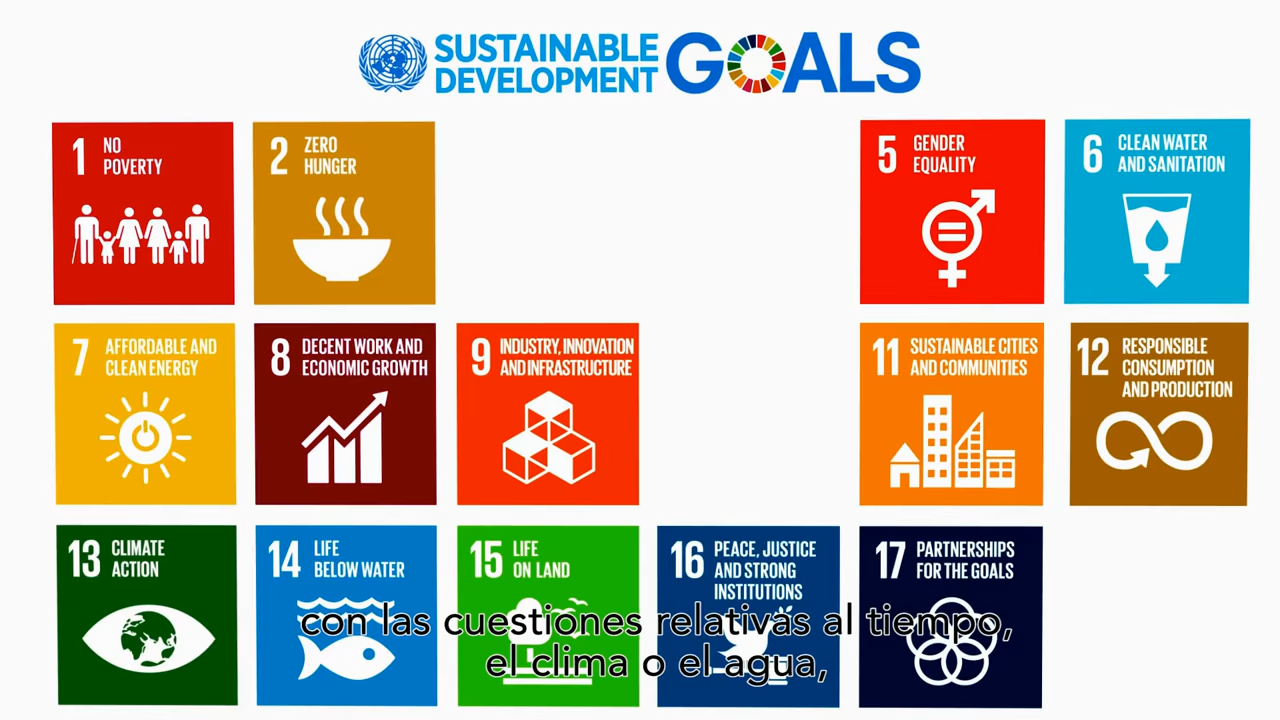 SUSTAINABLE
DEVELOPMENT
GOALS
1 NO
POVERTY
2 ZERO
HUNGER
5 GENDER
EQUALITY
6 CLEAN WATER
AND SANITATION
7 AFFORDABLE AND
CLEAN ENERGY
8 DECENT WORK AND
ECONOMIC GROWTH
9 INDUSTRY, INNOVATION
AND INFRASTRUCTURE
11 SUSTAINABLE CITIES
AND COMMUNITIES
12 RESPONSIBLE
CONSUMPTION
AND PRODUCTION
13 CLIMATE
ACTION
14 LIFE
BELOW WATER
15 LIFE
ON LAND
16 PEACE, JUSTICE
AND STRONG
INSTITUTIONS
17 PARTNERSHIPS
FOR THE GOALS
con las cuestiones relativas al tiempo,
el clima o el agua,